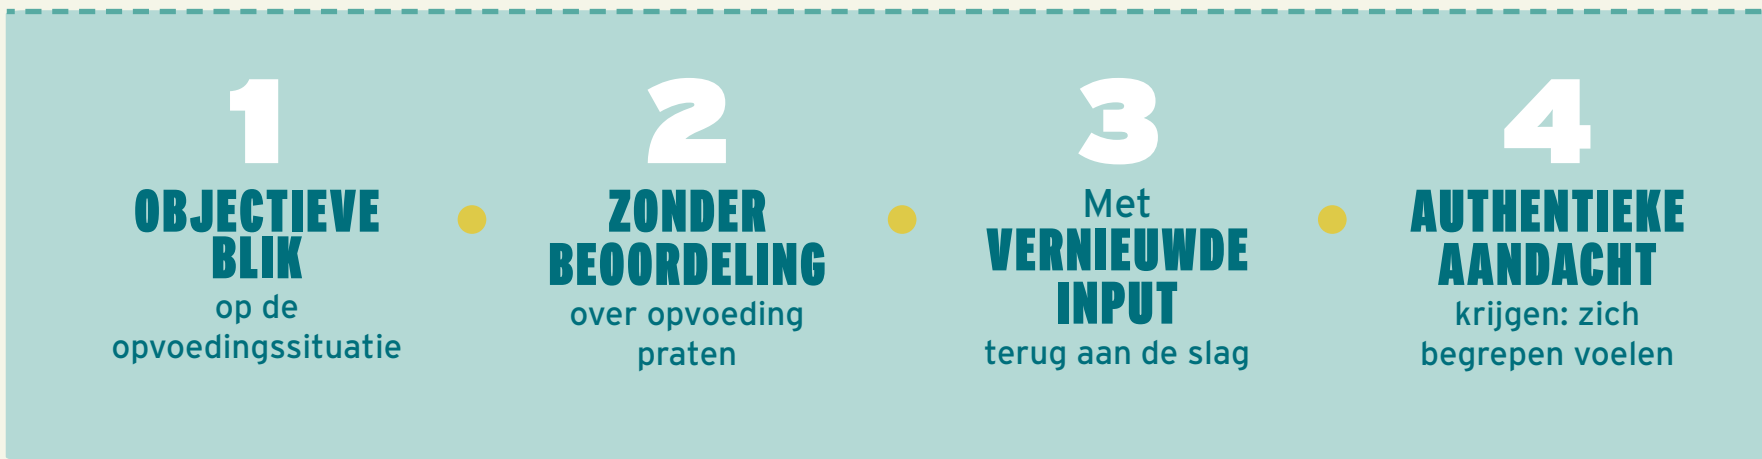 1
OBJECTIEVE
BLIK
op de
opvoedingssituatie
2
ZONDER
BEOORDELING
over opvoeding
praten
3
Met
VERNIEUWDE
INPUT
terug aan de slag
4
AUTHENTIEKE
AANDACHT
krijgen: zich
begrepen voelen